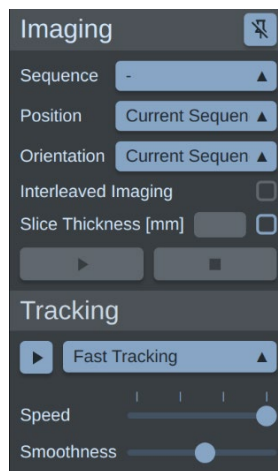 Imaging
Sequence -
Position Current Sequen
Orientation Current Sequen
Interleaved Imaging
Slice Thickness [mm]
Tracking
Fast Tracking
Speed
Smoothness